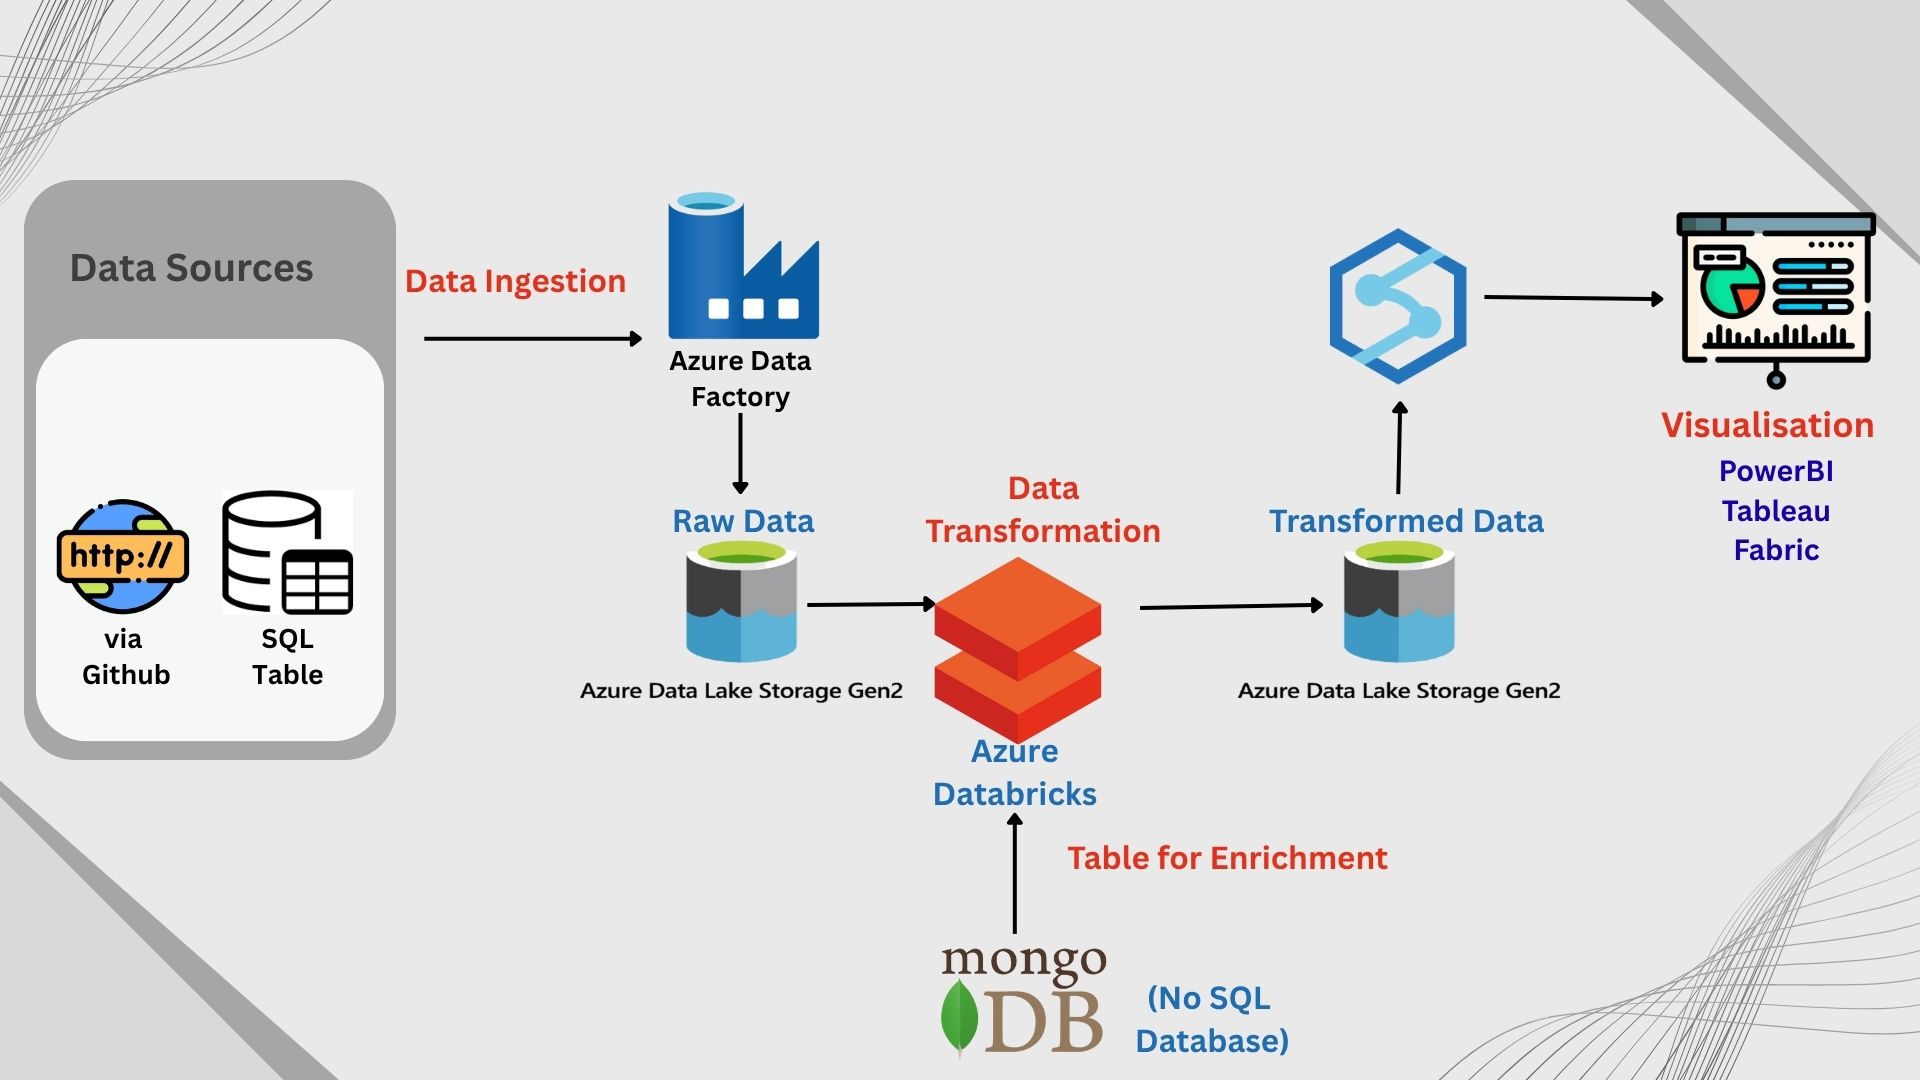 Data Sources
http://
via
Github
SQL
Table
Data Ingestion
Azure Data
Factory
Raw Data
Azure Data Lake Storage Gen2
Data
Transformation
Azure
Databricks
Table for Enrichment
mongo
DB
(No SQL
Database)
Transformed Data
Azure Data Lake Storage Gen2
Visualisation
PowerBI
Tableau
Fabric